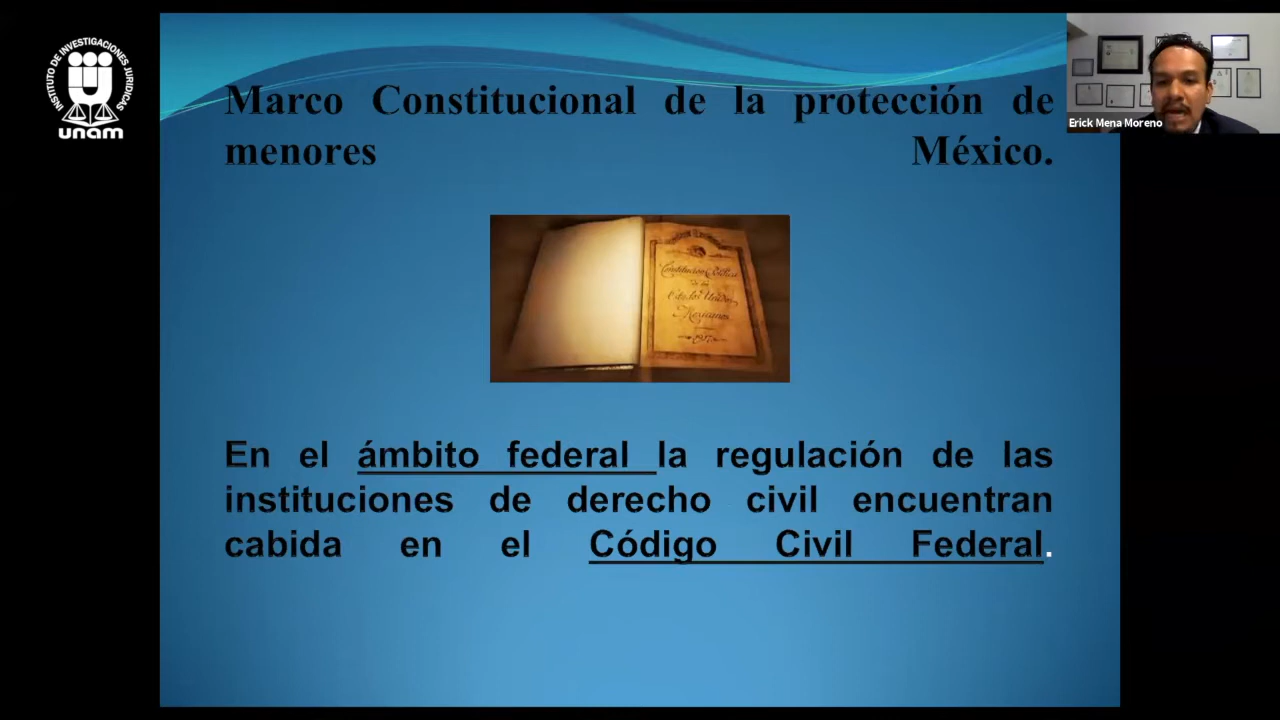 INSTITUTO DE INVESTIGACIONES JURIDICAS
unam
Marco Constitucional de la protección de
menores México.
Erick Mena Moreno
Constitución Política
de los
Estados Unidos
Mexicanos
1917
En el ámbito federal la regulación de las
instituciones de derecho civil encuentran
cabida en el Código Civil Federal.